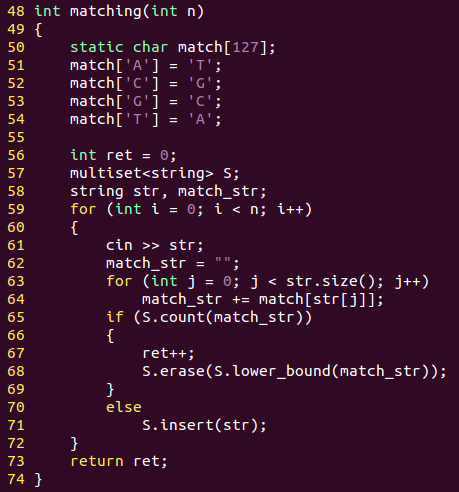 48 int matching(int n)
49 {
50     static char match[127];
51     match['A'] = 'T';
52     match['C'] = 'G';
53     match['G'] = 'C';
54     match['T'] = 'A';
55
56     int ret = 0;
57     multiset<string> S;
58     string str, match_str;
59     for (int i = 0; i < n; i++)
60     {
61         cin >> str;
62         match_str = "";
63         for (int j = 0; j < str.size(); j++)
64             match_str += match[str[j]];
65         if (S.count(match_str))
66         {
67             ret++;
68             S.erase(S.lower_bound(match_str));
69         }
70         else
71             S.insert(str);
72     }
73     return ret;
74 }